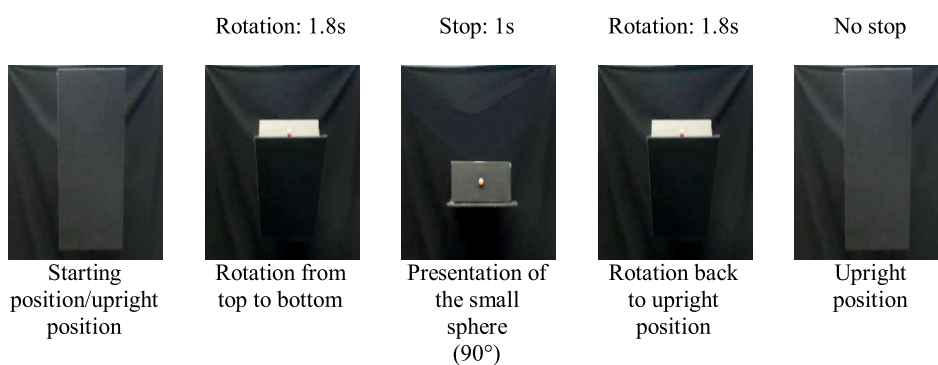 Rotation: 1.8s
Stop: 1s
Rotation: 1.8s
No stop
Starting
position/upright
position
Rotation from
top to bottom
Presentation of
the small
sphere
(90°)
Rotation back
to upright
position
Upright
position